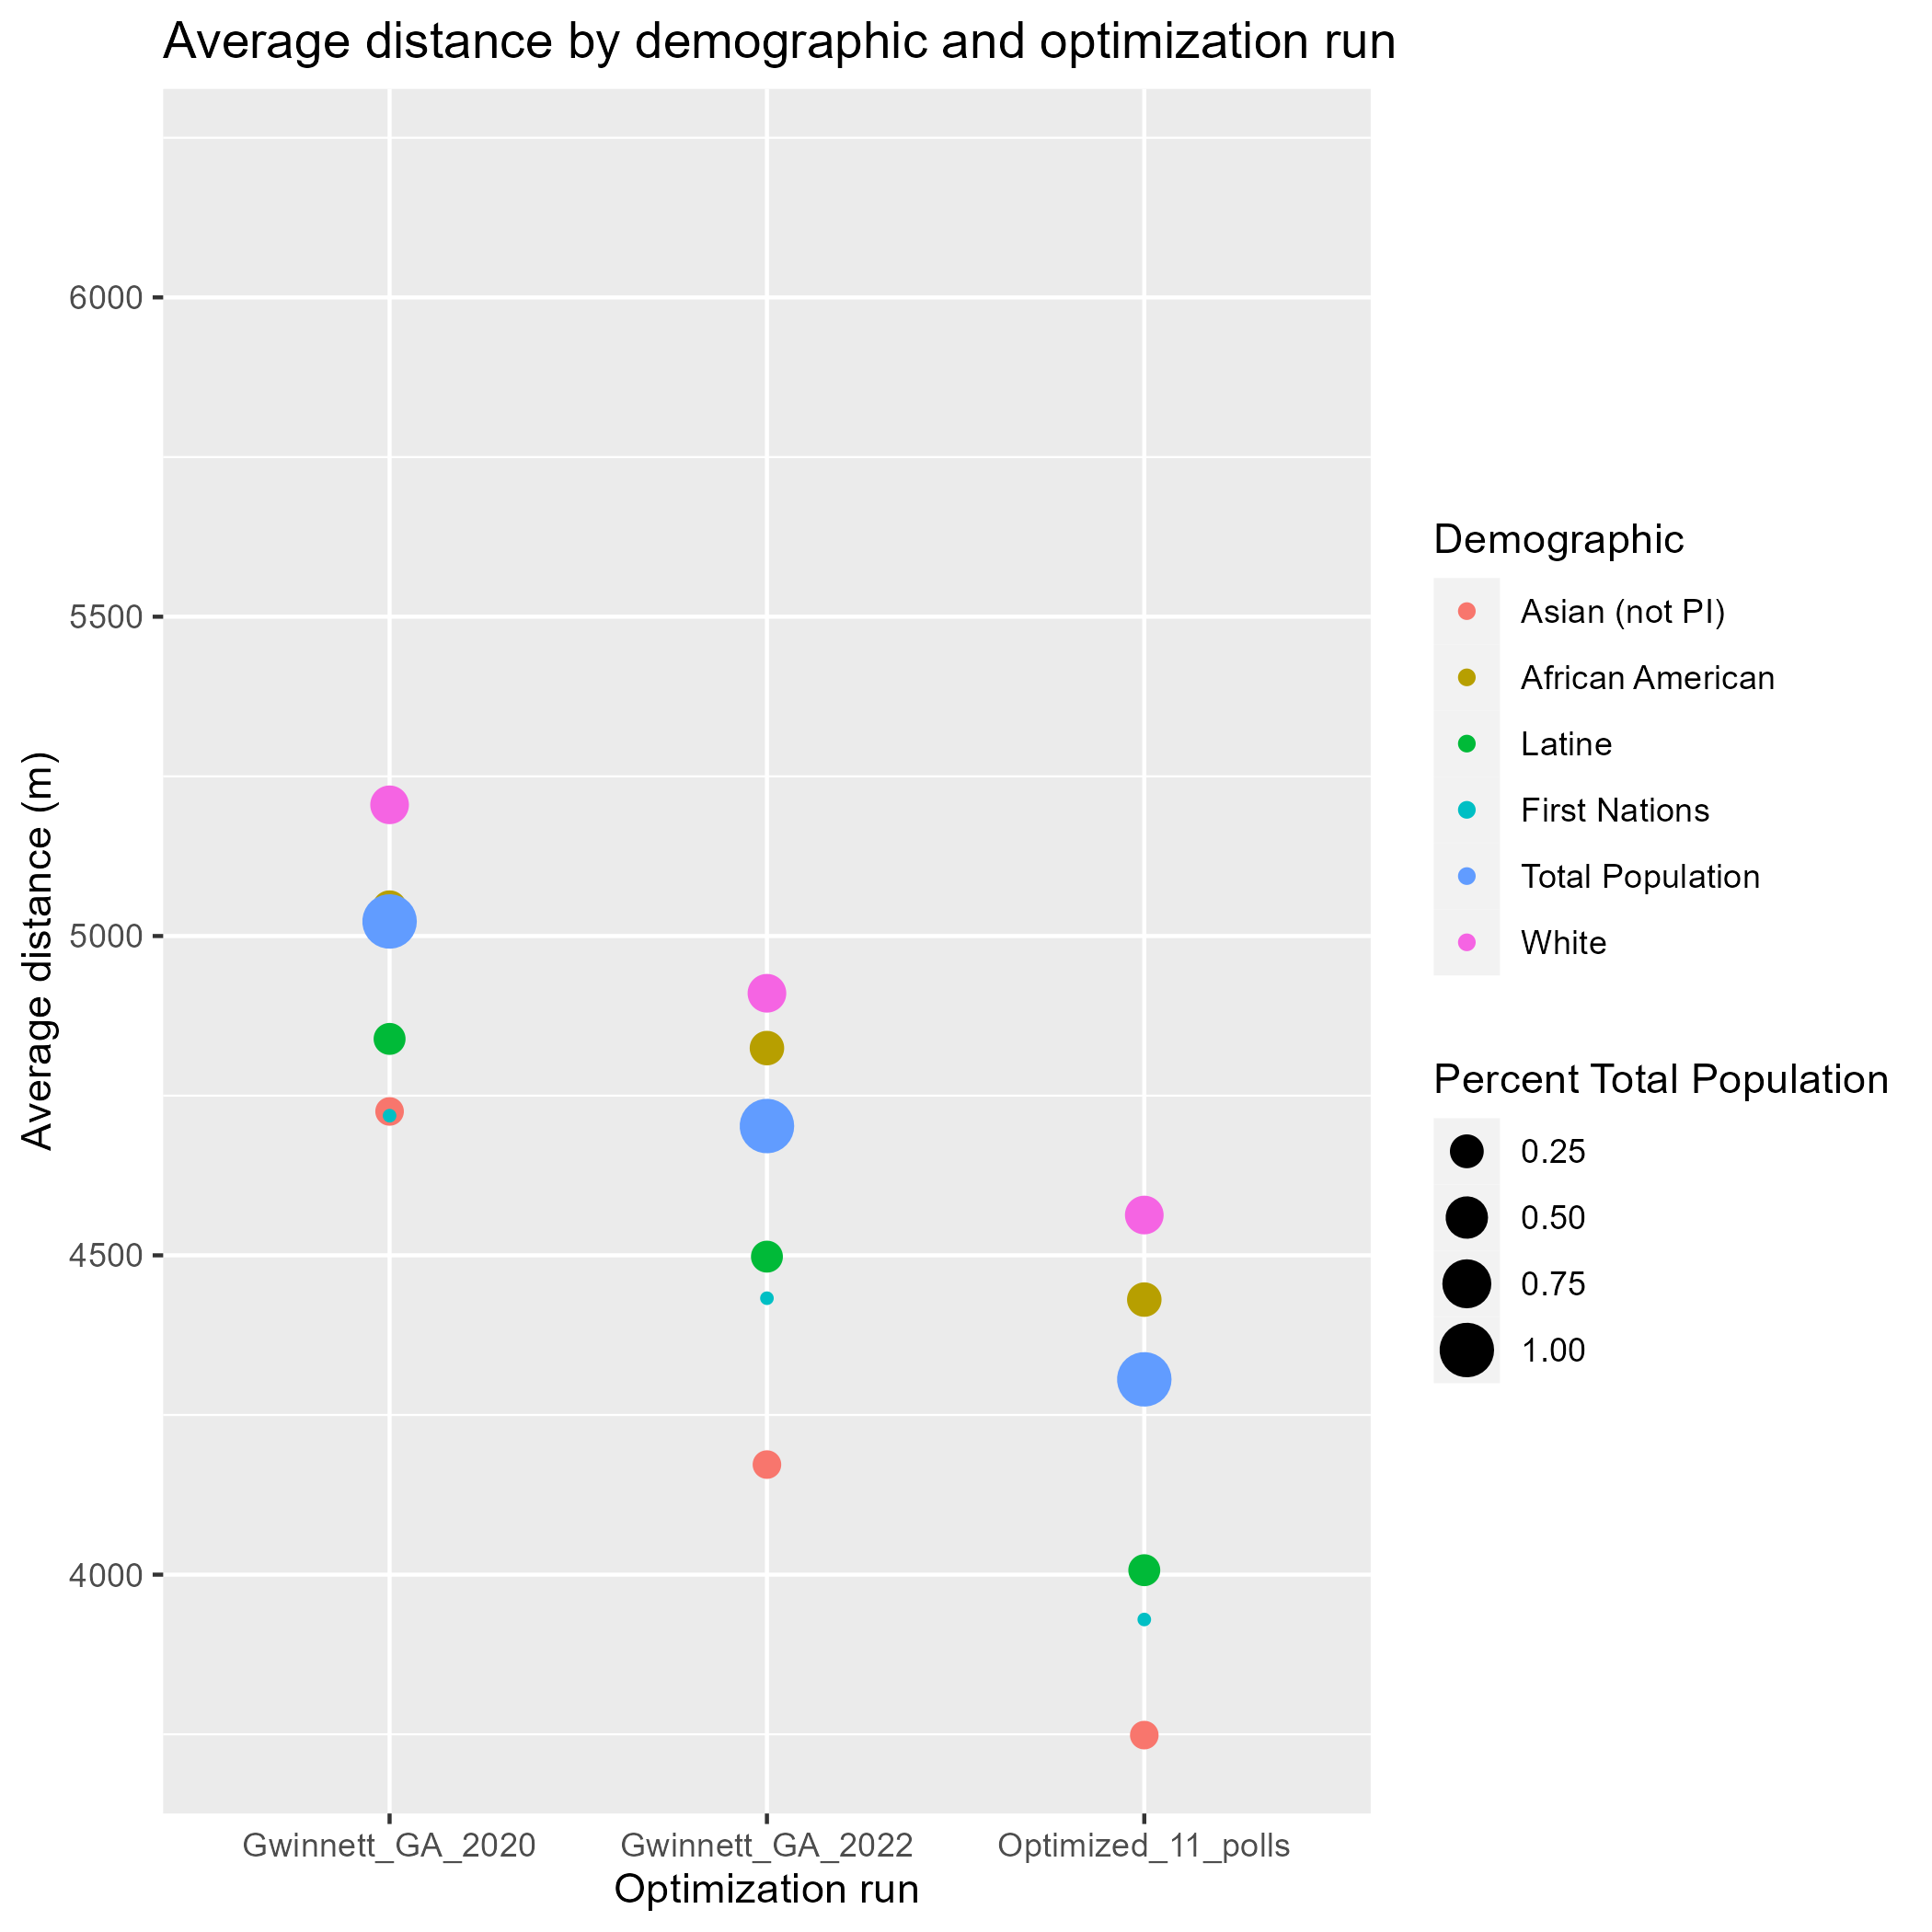 Average distance by demographic and optimization run
Average distance (m)
6000
5500
5000
4500
4000
Gwinnett_GA_2020
Gwinnett_GA_2022
Optimized_11_polls
Optimization run
Demographic
Asian (not PI)
African American
Latine
First Nations
Total Population
White
Percent Total Population
0.25
0.50
0.75
1.00